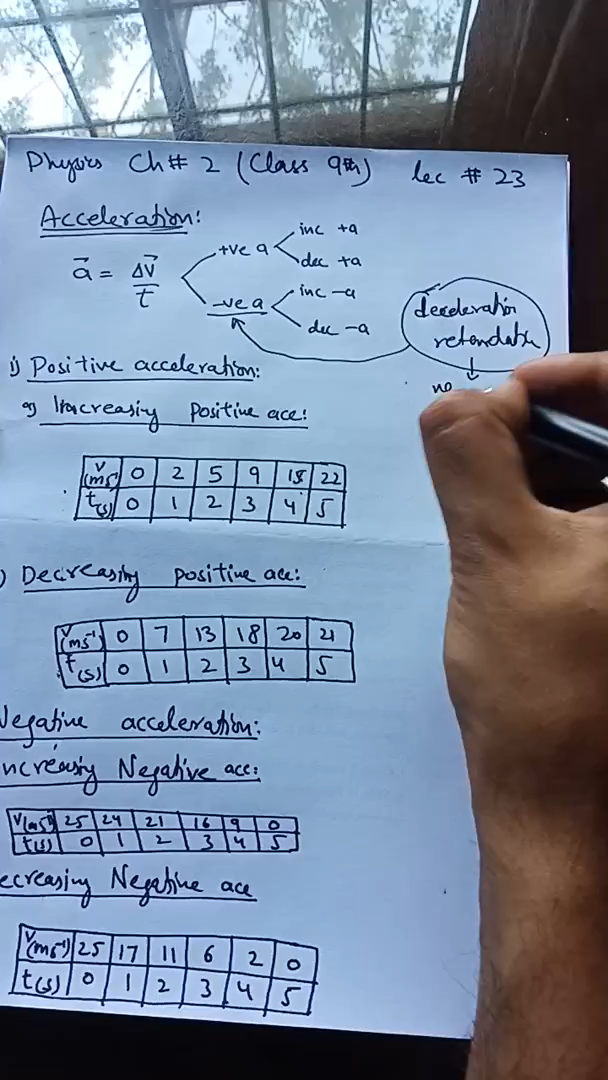 Physics Ch # 2 (Class 9th) lec # 23
Acceleration:
a = Δv / t
+ve a
inc +a
dec +a
-ve a
inc -a
dec -a
deceleration
no
i) Positive acceleration:
a) Increasing positive acc:
v (ms 0 2 5 9 15 22
t(s) 0 1 2 3 4 5
) Decreasing positive acc:
v (ms⁻¹) 0 7 13 18 20 21
t(s) 0 1 2 3 4 5
Negative acceleration:
ncreasing Negative acc:
v(ms⁻¹) 25 24 21 16 9 0
t(s) 0 1 2 3 4 5
ecreasing Negative acc
v(ms⁻¹) 25 17 11 6 2 0
t(s) 0 1 2 3 4 5